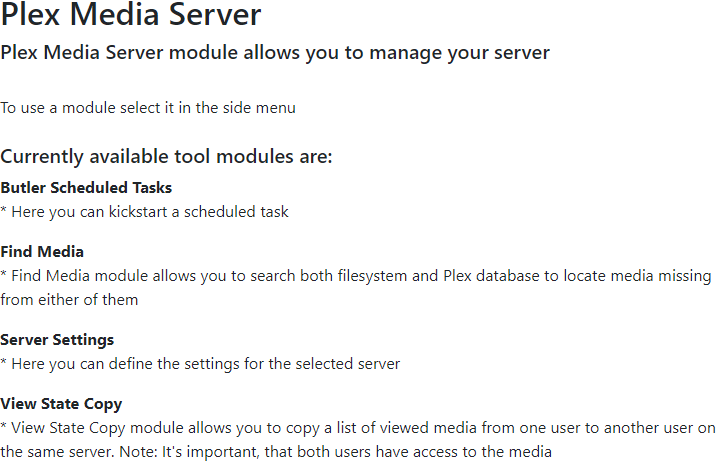 Plex Media Server
Plex Media Server module allows you to manage your server
To use a module select it in the side menu
Currently available tool modules are:
Butler Scheduled Tasks
* Here you can kickstart a scheduled task
Find Media
* Find Media module allows you to search both filesystem and Plex database to locate media missing
from either of them
Server Settings
* Here you can define the settings for the selected server
View State Copy
* View State Copy module allows you to copy a list of viewed media from one user to another user on
the same server. Note: It's important, that both users have access to the media